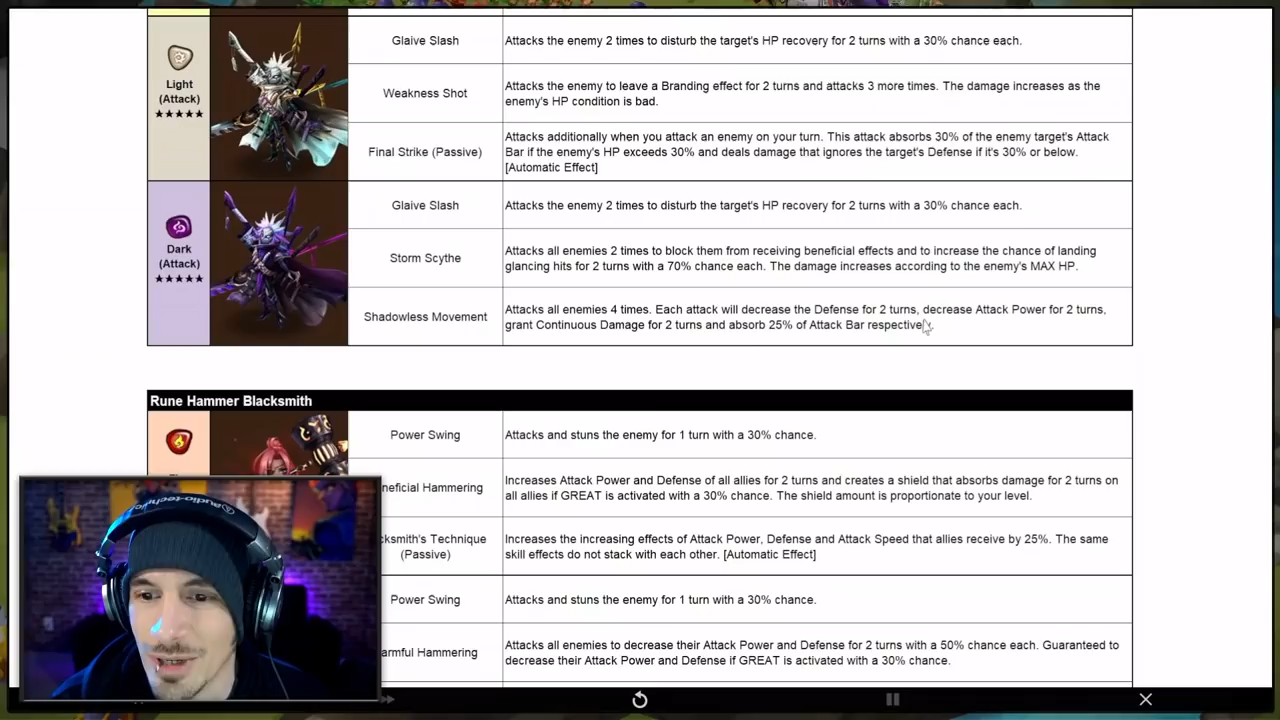 Light
(Attack)
★★★★★
Glaive Slash
Attacks the enemy 2 times to disturb the target's HP recovery for 2 turns with a 30% chance each.
Weakness Shot
Attacks the enemy to leave a Branding effect for 2 turns and attacks 3 more times. The damage increases as the
enemy's HP condition is bad.
Final Strike (Passive)
Attacks additionally when you attack an enemy on your turn. This attack absorbs 30% of the enemy target's Attack
Bar if the enemy's HP exceeds 30% and deals damage that ignores the target's Defense if it's 30% or below.
[Automatic Effect]
Dark
(Attack)
★★★★★
Glaive Slash
Attacks the enemy 2 times to disturb the target's HP recovery for 2 turns with a 30% chance each.
Storm Scythe
Attacks all enemies 2 times to block them from receiving beneficial effects and to increase the chance of landing
glancing hits for 2 turns with a 70% chance each. The damage increases according to the enemy's MAX HP.
Shadowless Movement
Attacks all enemies 4 times. Each attack will decrease the Defense for 2 turns, decrease Attack Power for 2 turns,
grant Continuous Damage for 2 turns and absorb 25% of Attack Bar respective
Rune Hammer Blacksmith
Power Swing
Attacks and stuns the enemy for 1 turn with a 30% chance.
neficial Hammering
Increases Attack Power and Defense of all allies for 2 turns and creates a shield that absorbs damage for 2 turns on
all allies if GREAT is activated with a 30% chance. The shield amount is proportionate to your level.
cksmith's Technique
(Passive)
Increases the increasing effects of Attack Power, Defense and Attack Speed that allies receive by 25%. The same
skill effects do not stack with each other. [Automatic Effect]
Power Swing
Attacks and stuns the enemy for 1 turn with a 30% chance.
armful Hammering
Attacks all enemies to decrease their Attack Power and Defense for 2 turns with a 50% chance each. Guaranteed to
decrease their Attack Power and Defense if GREAT is activated with a 30% chance.